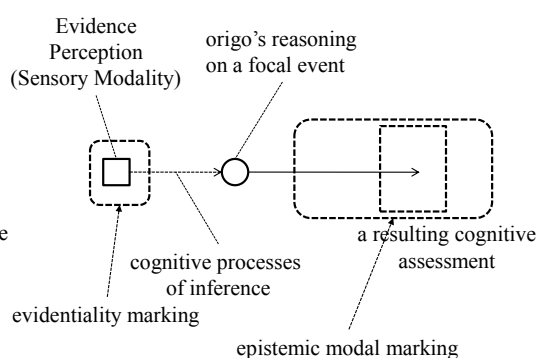 Evidence
Perception
(Sensory Modality)
origo's reasoning
on a focal event
e
a resulting cognitive
assessment
cognitive processes
of inference
evidentiality marking
epistemic modal marking